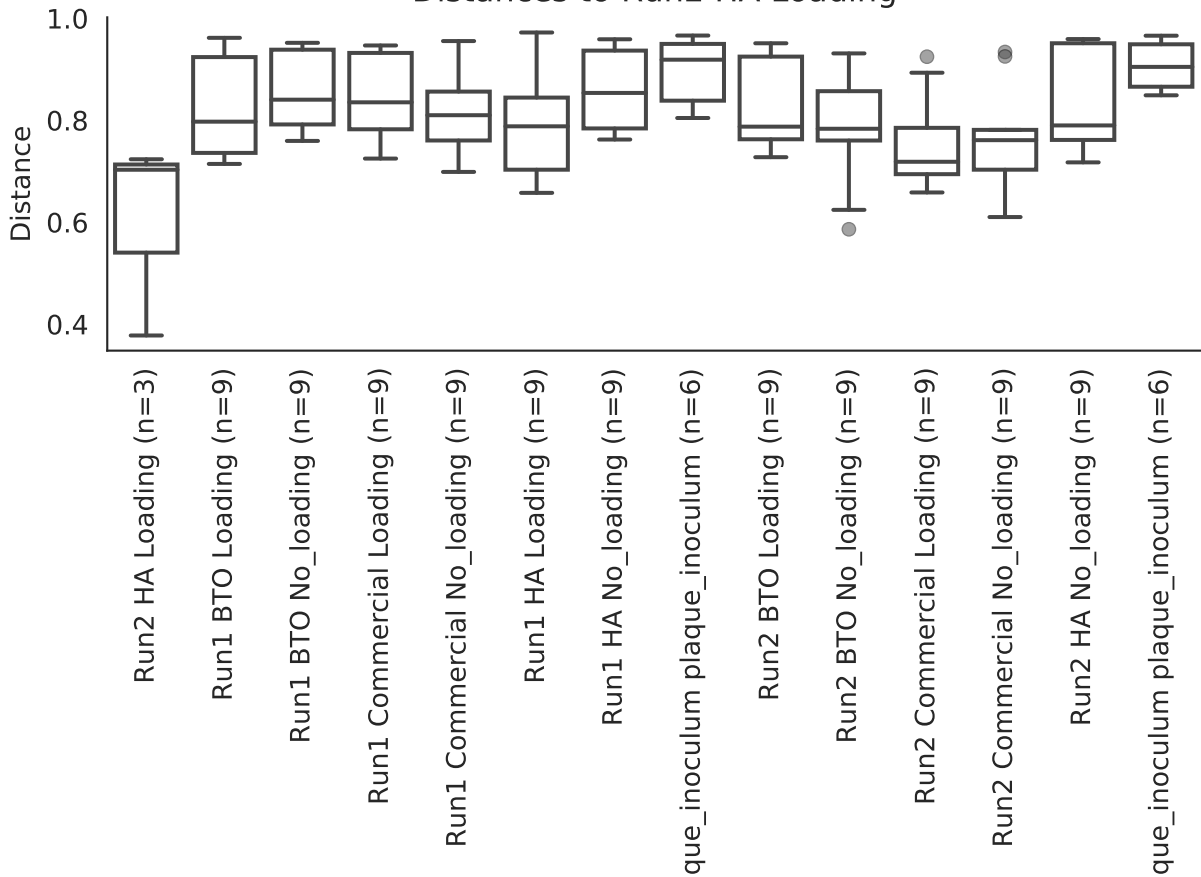 Distances to Run2 HA Loading
1.0
0.8
0.6
0.4
Distance
Run2 HA Loading (n=3)
Run1 BTO Loading (n=9)
Run1 BTO No_loading (n=9)
Run1 Commercial Loading (n=9)
Run1 Commercial No_loading (n=9)
Run1 HA Loading (n=9)
Run1 HA No_loading (n=9)
que_inoculum plaque_inoculum (n=6)
Run2 BTO Loading (n=9)
Run2 BTO No_loading (n=9)
Run2 Commercial Loading (n=9)
Run2 Commercial No_loading (n=9)
Run2 HA No_loading (n=9)
que_inoculum plaque_inoculum (n=6)